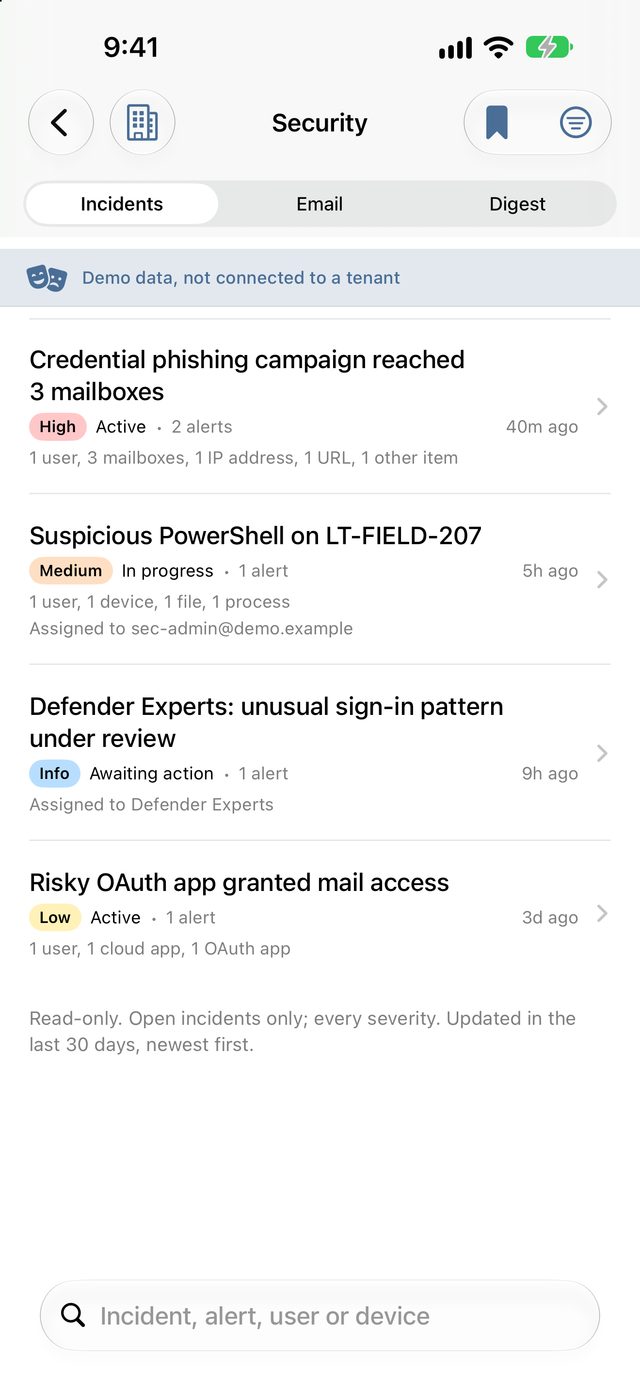 9:41
Security
Incidents
Email
Digest
Demo data, not connected to a tenant
Credential phishing campaign reached
3 mailboxes
High Active · 2 alerts 40m ago
1 user, 3 mailboxes, 1 IP address, 1 URL, 1 other item
Suspicious PowerShell on LT-FIELD-207
Medium In progress · 1 alert 5h ago
1 user, 1 device, 1 file, 1 process
Assigned to sec-admin@demo.example
Defender Experts: unusual sign-in pattern
under review
Info Awaiting action · 1 alert 9h ago
Assigned to Defender Experts
Risky OAuth app granted mail access
Low Active · 1 alert 3d ago
1 user, 1 cloud app, 1 OAuth app
Read-only. Open incidents only; every severity. Updated in the
last 30 days, newest first.
Incident, alert, user or device